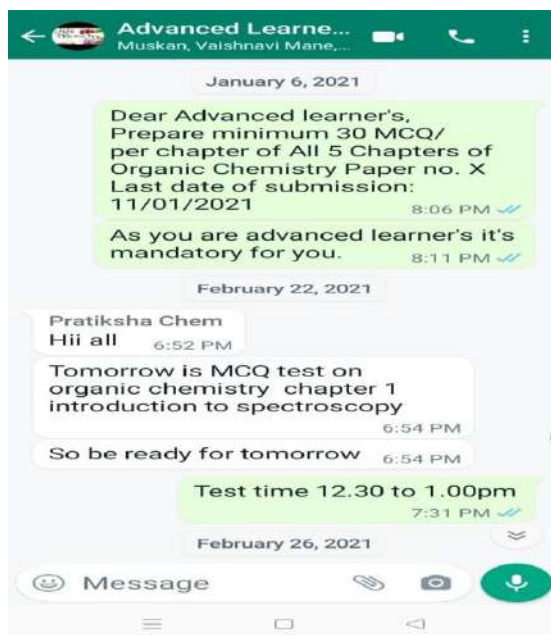 Advanced Learne...
Muskan, Vaishnavi Mane,...
January 6, 2021
Dear Advanced learner's,
Prepare minimum 30 MCQ/
per chapter of All 5 Chapters of
Organic Chemistry Paper no. X
Last date of submission:
11/01/2021
8:06 PM
As you are advanced learner's it's
mandatory for you.
8:11 PM
February 22, 2021
Pratiksha Chem
Hii all
6:52 PM
Tomorrow is MCQ test on
organic chemistry chapter 1
introduction to spectroscopy
6:54 PM
So be ready for tomorrow
6:54 PM
Test time 12.30 to 1.00pm
7:31 PM
February 26, 2021
Message